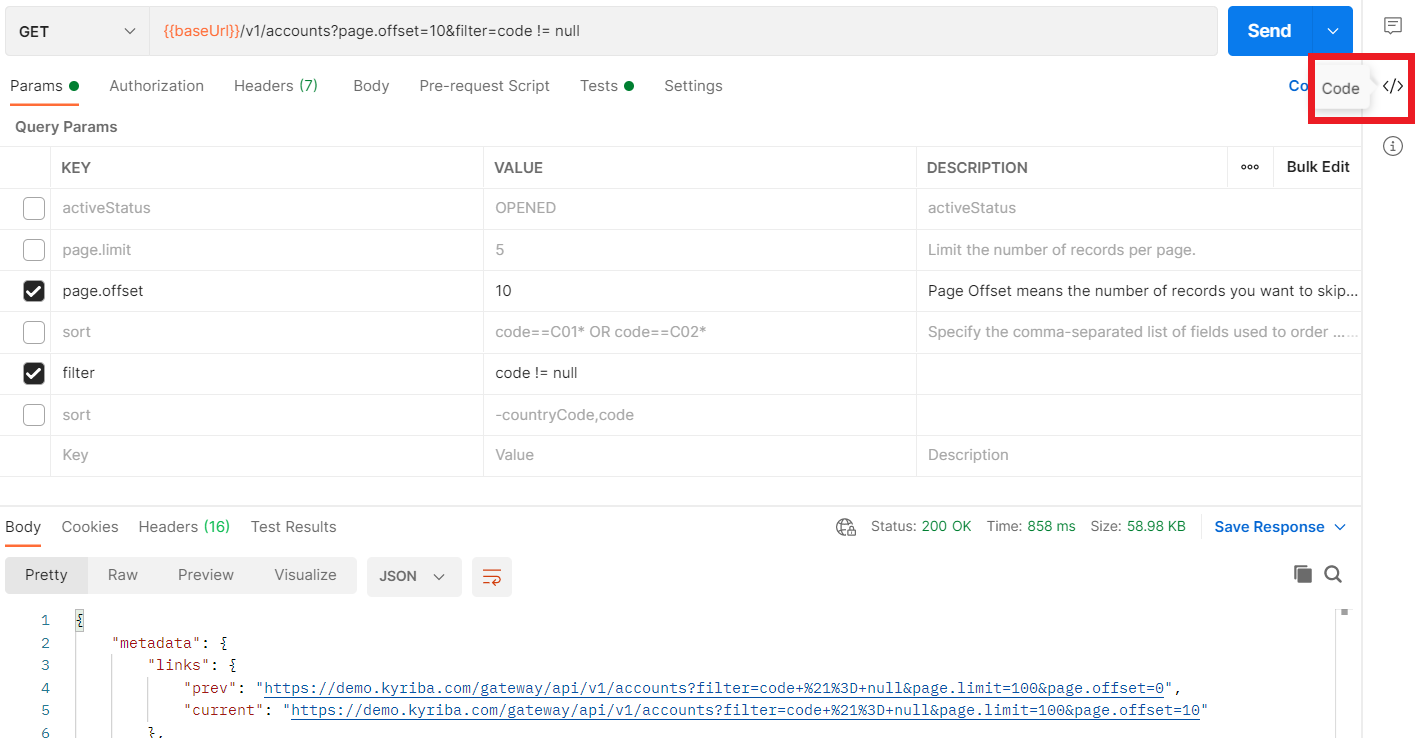 GET {{baseUrl}}/v1/accounts?page.offset=10&filter=code != null Send
Params Authorization Headers (7) Body Pre-request Script Tests Settings Co Code </>
Query Params
KEY VALUE DESCRIPTION ooo Bulk Edit
activeStatus OPENED activeStatus
page.limit 5 Limit the number of records per page.
page.offset 10 Page Offset means the number of records you want to skip...
sort code==C01* OR code==C02* Specify the comma-separated list of fields used to order ...
filter code != null
sort -countryCode,code
Key Value Description
Body Cookies Headers (16) Test Results Status: 200 OK Time: 858 ms Size: 58.98 KB Save Response
Pretty Raw Preview Visualize JSON
1 {
2 "metadata": {
3 "links": {
4 "prev": "https://demo.kyriba.com/gateway/api/v1/accounts?filter=code+%21%3D+null&page.limit=100&page.offset=0",
5 "current": "https://demo.kyriba.com/gateway/api/v1/accounts?filter=code+%21%3D+null&page.limit=100&page.offset=10"
6 },